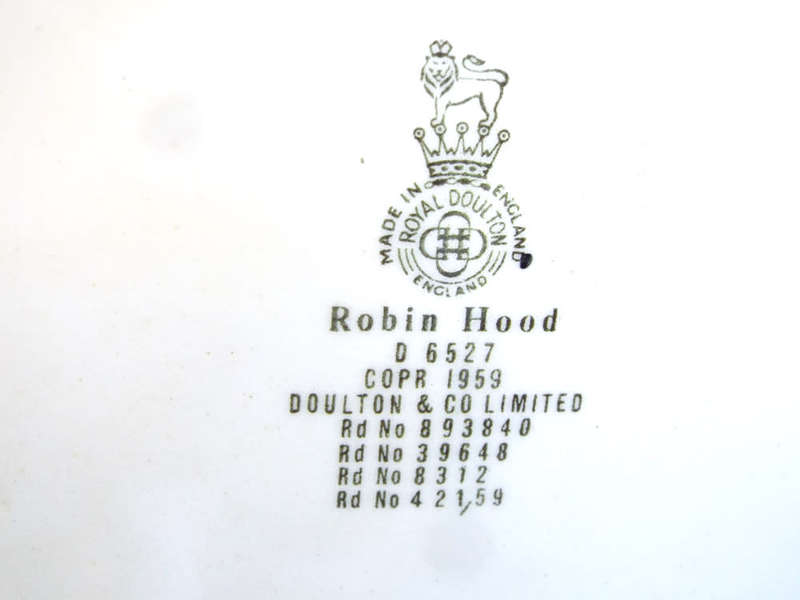 MADE IN ENGLAND
ROYAL DOULTON
ENGLAND
Robin Hood
D 6527
COPR 1959
DOULTON & CO LIMITED
Rd No 893840
Rd No 39648
Rd No 8312
Rd No 421/59